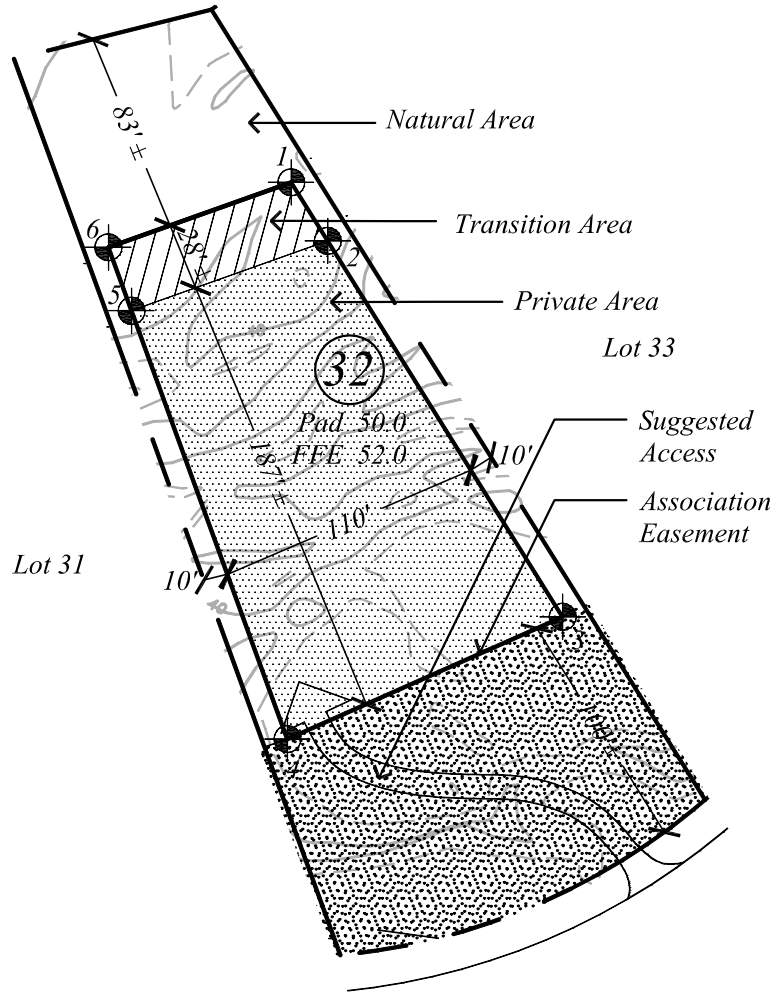 83' ±
Natural Area
1
Transition Area
6
28' ±
2
5
Private Area
Lot 33
32
Pad 50.0
FFE 52.0
Suggested
Access
187' ±
10'
Association
Easement
110'
Lot 31
10'
3
4